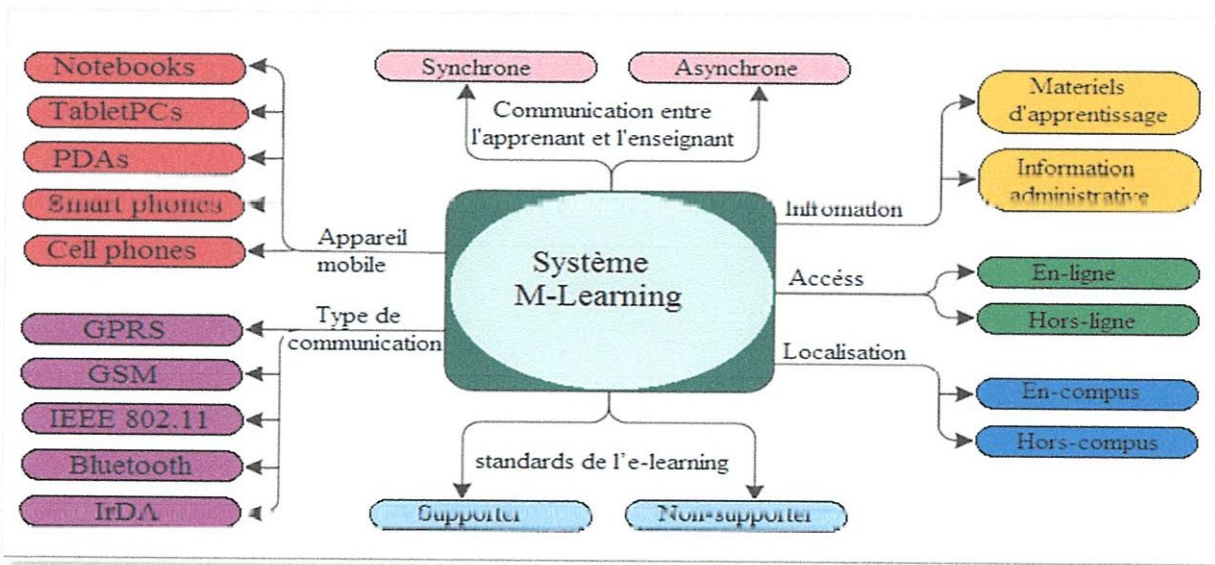 Notebooks
TabletPCs
PDAs
Smart phones
Cell phones
Appareil
mobile
Synchrone
Asynchrone
Communication entre
l'apprenant et l'enseignant
Materiels
d'apprentissage
Information
administrative
Infromation
Système
M-Learning
Accéss
En-ligne
Hors-ligne
Localisation
En-compus
Hors-compus
Type de
communication
GPRS
GSM
IEEE 802.11
Bluetooth
IrDA
standards de l'e-learning
Supporter
Non-supporter